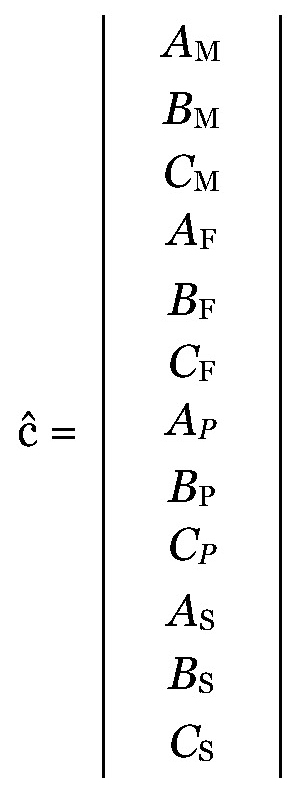 A_M
B_M
C_M
A_F
B_F
C_F
ĉ = A_P
B_P
C_P
A_S
B_S
C_S